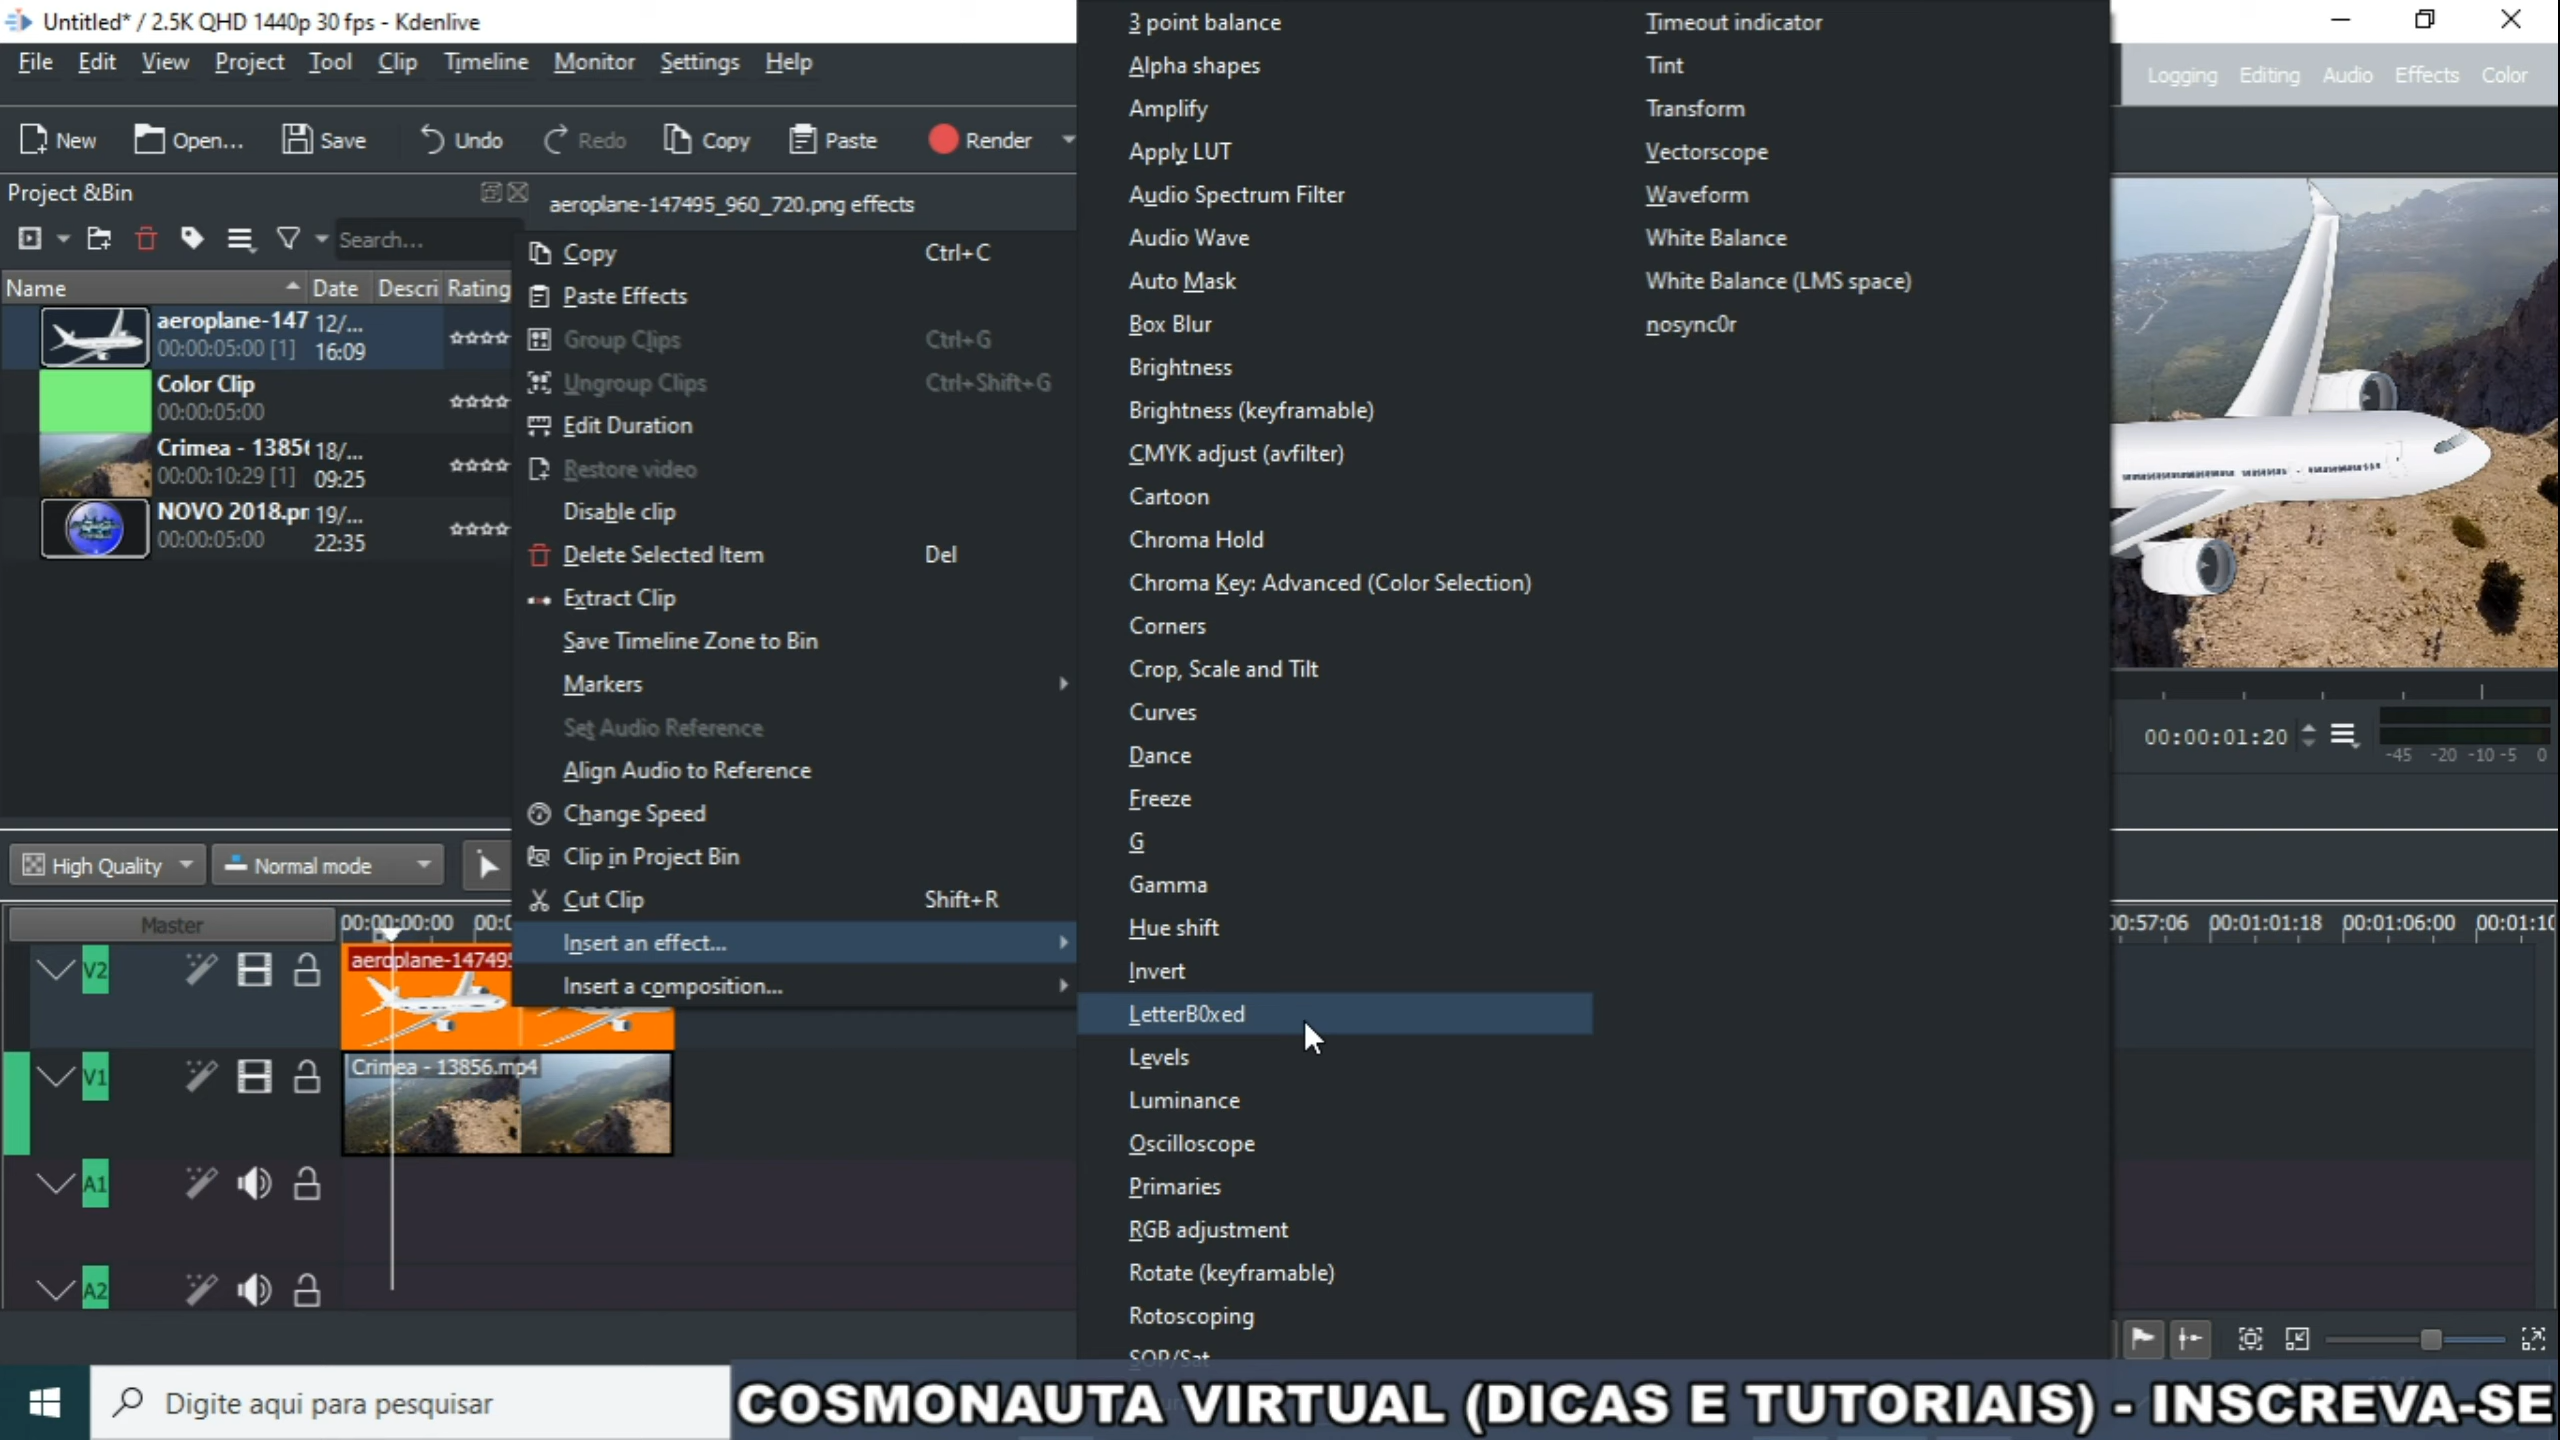 Untitled* / 2.5K QHD 1440p 30 fps - Kdenlive
File Edit View Project Tool Clip Timeline Monitor Settings Help
Logging Editing Audio Effects Color
New Open... Save Undo Redo Copy Paste Render
Project &Bin
aeroplane-147495_960_720.png effects
Search...
Name Date Descri Rating
aeroplane-147 12/...
00:00:05:00 [1] 16:09
Color Clip
00:00:05:00
Crimea - 1385 18/...
00:00:10:29 [1] 09:25
NOVO 2018.pn 19/...
00:00:05:00 22:35
Copy Ctrl+C
Paste Effects
Group Clips Ctrl+G
Ungroup Clips Ctrl+Shift+G
Edit Duration
Restore video
Disable clip
Delete Selected Item Del
Extract Clip
Save Timeline Zone to Bin
Markers
Set Audio Reference
Align Audio to Reference
Change Speed
Clip in Project Bin
Cut Clip Shift+R
Insert an effect...
Insert a composition...
3 point balance
Alpha shapes
Amplify
Apply LUT
Audio Spectrum Filter
Audio Wave
Auto Mask
Box Blur
Brightness
Brightness (keyframable)
CMYK adjust (avfilter)
Cartoon
Chroma Hold
Chroma Key: Advanced (Color Selection)
Corners
Crop, Scale and Tilt
Curves
Dance
Freeze
G
Gamma
Hue shift
Invert
LetterB0xed
Levels
Luminance
Oscilloscope
Primaries
RGB adjustment
Rotate (keyframable)
Rotoscoping
SOP/Sat
Timeout indicator
Tint
Transform
Vectorscope
Waveform
White Balance
White Balance (LMS space)
nosync0r
00:00:01:20
-45 -20 -10 -5 0
High Quality Normal mode
Master
00:00:00:00 00:0
00:57:06 00:01:01:18 00:01:06:00 00:01:10
V2
aeroplane-14749
V1
Crimea - 13856.mp4
A1
A2
Digite aqui para pesquisar
COSMONAUTA VIRTUAL (DICAS E TUTORIAIS) - INSCREVA-SE